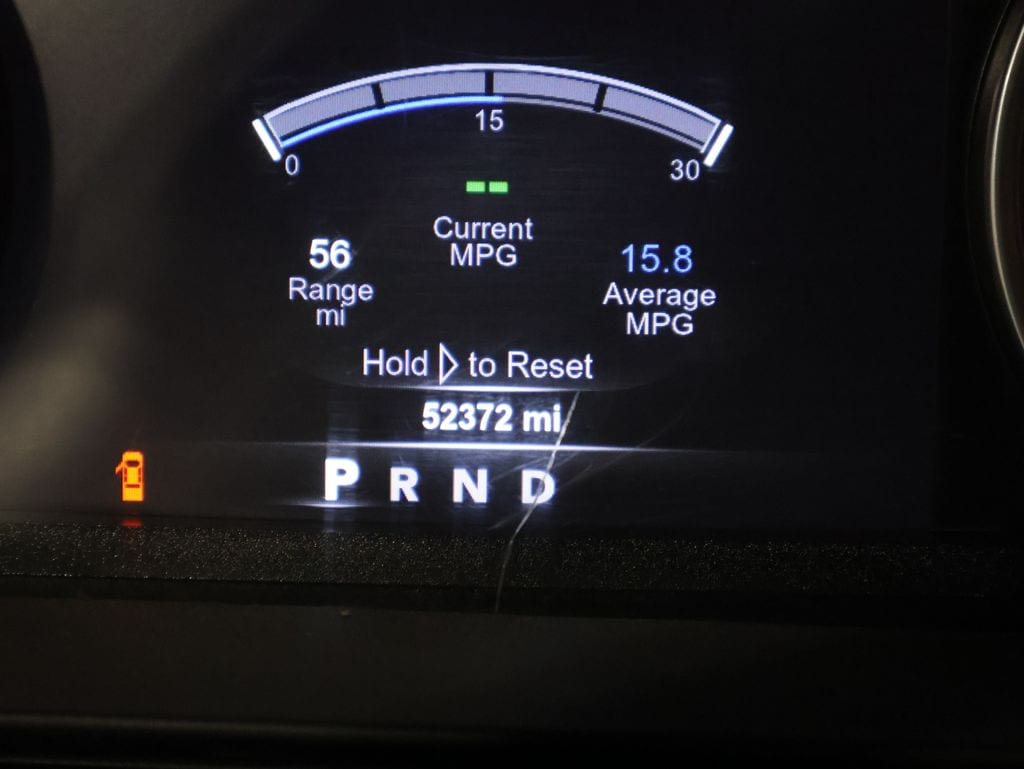 15
0
30
--
Current
MPG
56
Range
mi
15.8
Average
MPG
Hold ▷ to Reset
52372 mi
P R N D